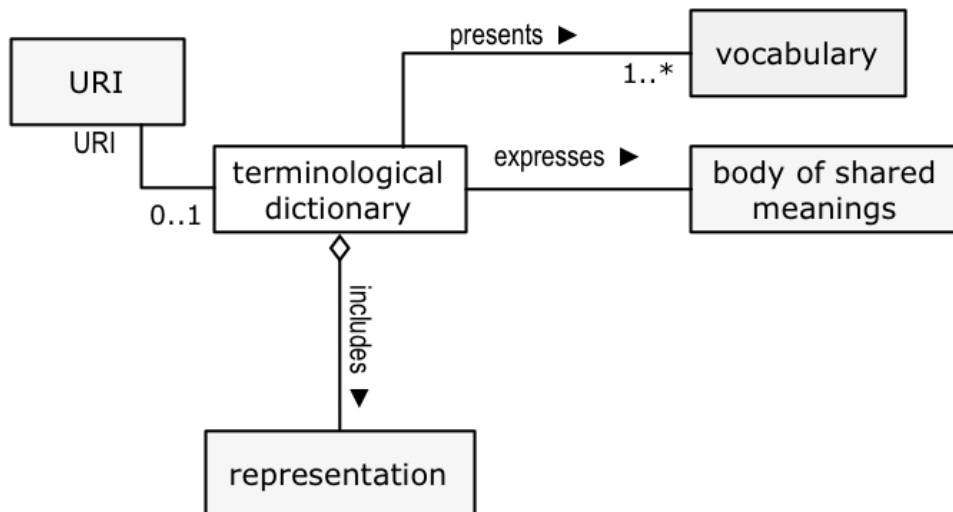 presents ►
vocabulary
1..*
URI
URI
terminological
dictionary
0..1
expresses ►
body of shared
meanings
includes ►
representation